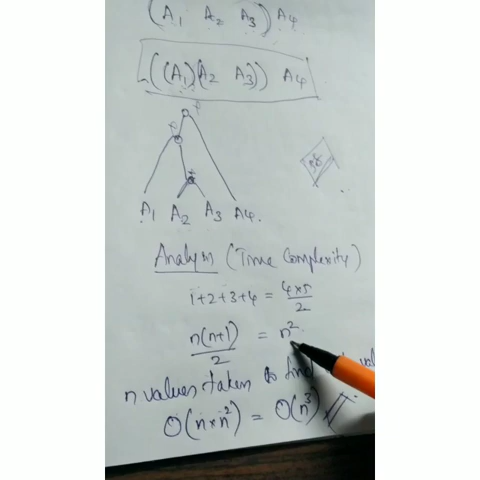 (A1 A2 A3) A4
((A1)(A2 A3)) A4
A1 A2 A3 A4.
Analysis (Time Complexity)
1+2+3+4 = 4×5/2
n(n+1)/2 = n²
n values taken to find
O(n×n²) = O(n³)